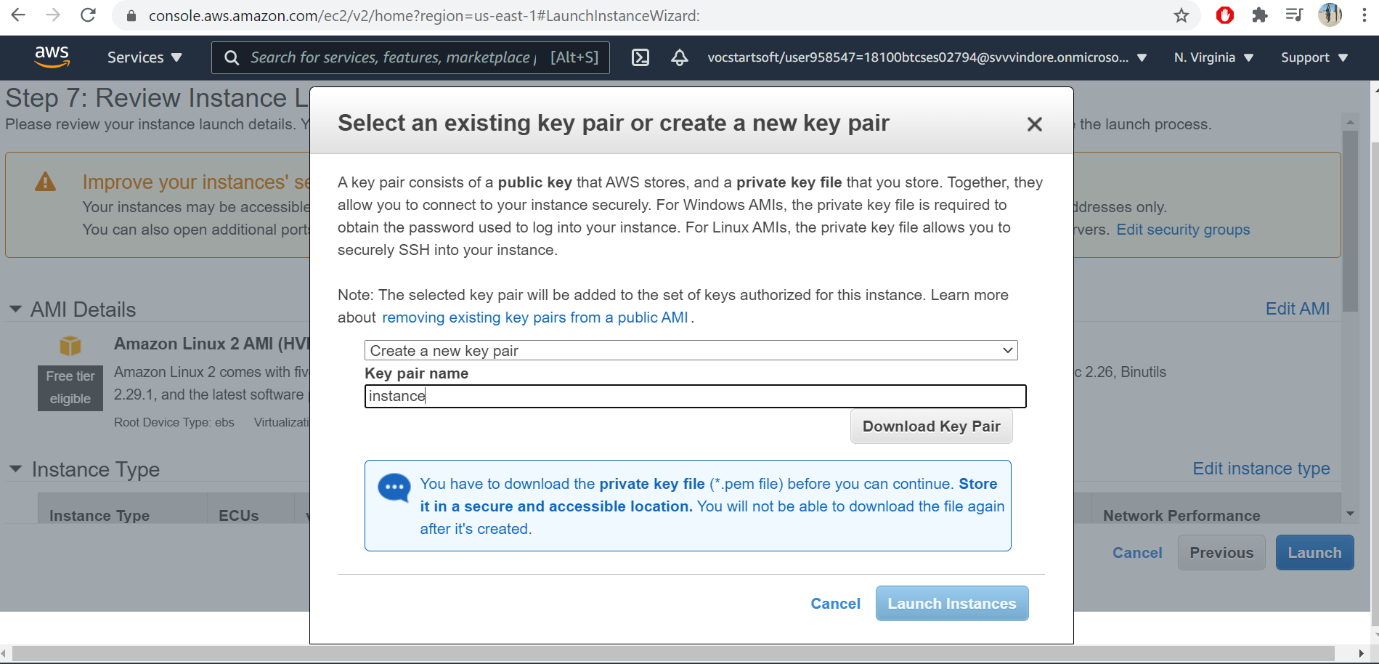 console.aws.amazon.com/ec2/v2/home?region=us-east-1#LaunchInstanceWizard:
aws
Services
Search for services, features, marketplace
[Alt+S]
vocstartsoft/user958547=18100btcses02794@svvvindore.onmicroso...
N. Virginia
Support
Step 7: Review Instance L
Please review your instance launch details.
the launch process.
Select an existing key pair or create a new key pair
A key pair consists of a public key that AWS stores, and a private key file that you store. Together, they
allow you to connect to your instance securely. For Windows AMIs, the private key file is required to
obtain the password used to log into your instance. For Linux AMIs, the private key file allows you to
securely SSH into your instance.
Note: The selected key pair will be added to the set of keys authorized for this instance. Learn more
about removing existing key pairs from a public AMI.
Create a new key pair
Key pair name
instance
Download Key Pair
You have to download the private key file (*.pem file) before you can continue. Store
it in a secure and accessible location. You will not be able to download the file again
after it's created.
Cancel
Launch Instances
Improve your instances' se
Your instances may be accessible
ddresses only.
You can also open additional port
rvers. Edit security groups
AMI Details
Edit AMI
Amazon Linux 2 AMI (HV
Free tier
eligible
Amazon Linux 2 comes with fiv
c 2.26, Binutils
2.29.1, and the latest software
Root Device Type: ebs
Virtualizati
Instance Type
Edit instance type
Instance Type
ECUs
Network Performance
Cancel
Previous
Launch